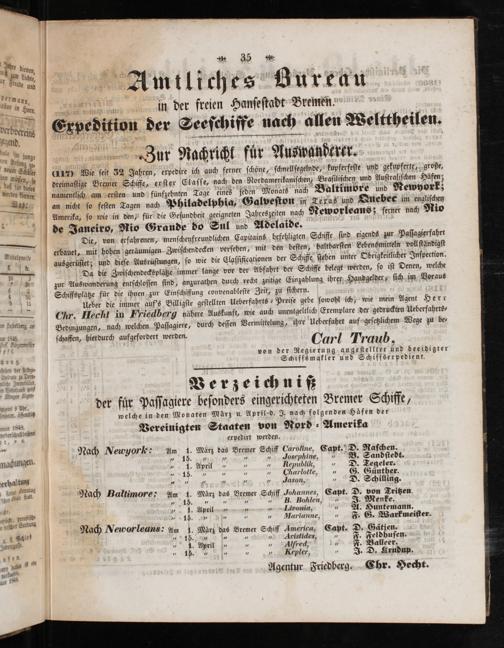 35
Amtliches Bureau
in der freien Hansestadt Bremen.
Expedition der Seeschiffe nach allen Welttheilen.
Zur Nachricht für Auswanderer.
(117) Wie seit 32 Jahren, expedire ich auch ferner schöne, schnellsegelnde, kupferfeste und gekupferte, große,
dreimastige Bremer Schiffe, erster Classe, nach den Nordamerikanischen, Brasilianischen und Australischen Häfen;
namentlich am ersten und fünfzehnten Tage eines jeden Monats nach Baltimore und Newyork;
an nicht festen Tagen nach Philadelphia, Galveston in Texas und Quebec im englischen
Amerika, so wie in den, für die Gesundheit geeigneten Jahreszeiten nach Neworleans; ferner nach Rio
de Janeiro, Rio Grande do Sul und Adelaide.
Die, von erfahrenen, menschenfreundlichen Capitains befehligten Schiffe sind eigends zur Passagierfahrt
erbauet, mit hohen geräumigen Zwischendecken versehen, mit den besten, haltbarsten Lebensmitteln vollständigst
ausgerüstet; und diese Ausrüstungen, so wie die Classificationen der Schiffe stehen unter Obrigkeitlicher Inspection.
Da die Zwischendecksplätze immer lange vor der Abfahrt der Schiffe belegt werden, so ist Denen, welche
zur Auswanderung entschlossen sind, anzurathen durch recht zeitige Einzahlung ihrer Handgelder, sich im Voraus
Schiffsplätze für die ihnen zur Einschiffung convenabelste Zeit, zu sichern.
Ueber die immer auf's Billigste gestellten Ueberfahrts-Preise gebe sowohl ich, wie mein Agent Herr
Chr. Hecht in Friedberg nähere Auskunft, wie auch unentgeltlich Exemplare der gedruckten Ueberfahrts-
Bedingungen, nach welchen Passagiere, durch dessen Vermittelung, ihre Ueberfahrt auf gesetzlichem Wege zu be-
schaffen, hierdurch aufgefordert werden.
Carl Traub,
von der Regierung angestellter und beeidigter
Schiffsmakler und Schiffsexpedient.
Verzeichniß
der für Passagiere besonders eingerichteten Bremer Schiffe,
welche in den Monaten März u. April d. J. nach folgenden Häfen der
Vereinigten Staaten von Nord-Amerika
expedirt werden.
Nach Newyork: Am 1. März das Bremer Schiff Caroline, Capt. D. Raschen.
" 15. " " " " Josephine, " B. Sandstedt.
" 1. April " " " Republik, " D. Tegeler.
" 15. " " " " Charlotte, " G. Günther.
" " " " " Jason, " D. Schilling.
Nach Baltimore: Am 1. März das Bremer Schiff Johannes, Capt. D. von Tritzen.
" 15. " " " " B. Bohlen, " J. Menke.
" 1. April " " " Livonia, " A. Huntemann.
" 15. " " " " Marianne, " F. G. Warkmeister.
Nach Neworleans: Am 1. März das Bremer Schiff America, Capt. D. Gätjen.
" 15. " " " " Aristides, " F. Feldhusen.
" 1. April " " " Alfred, " F. Balleer.
" 15. " " " " Kepler, " J. D. Krudup.
Agentur Friedberg. Chr. Hecht.